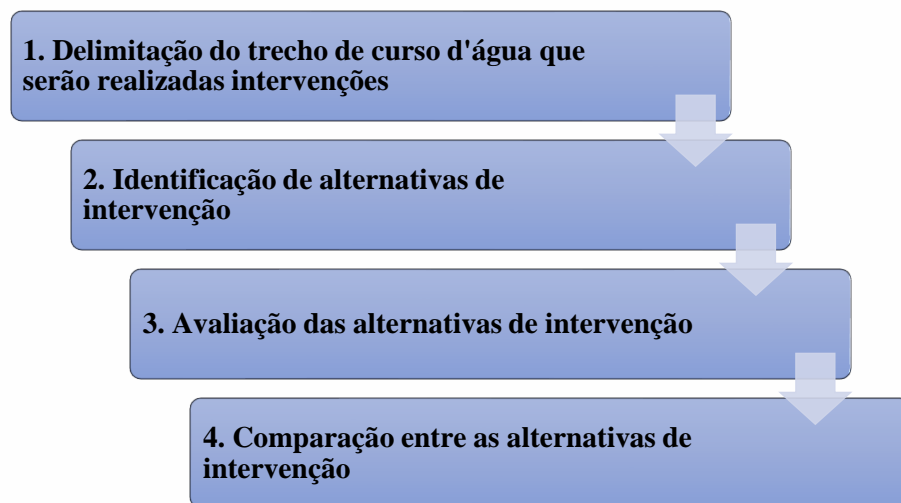 1. Delimitação do trecho de curso d'água que
serão realizadas intervenções
2. Identificação de alternativas de
intervenção
3. Avaliação das alternativas de intervenção
4. Comparação entre as alternativas de
intervenção